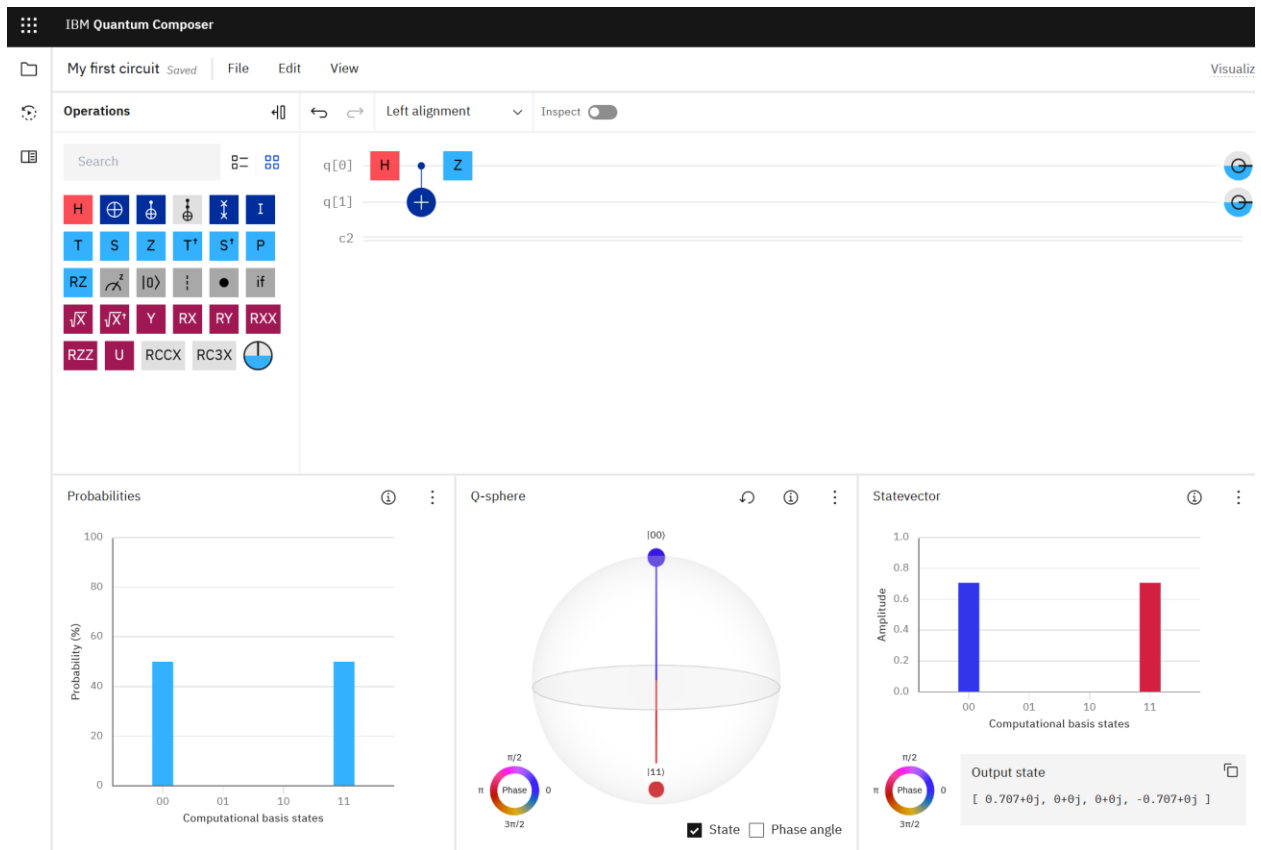 IBM Quantum Composer
My first circuit Saved File Edit View
Visualiz
Operations
Left alignment
Inspect
Search
H I
T S Z T† S† P
RZ z |0⟩ if
√X √X† Y RX RY RXX
RZZ U RCCX RC3X
q[0] H Z
q[1]
c2
Probabilities
100
80
60
40
20
0
Probability (%)
00 01 10 11
Computational basis states
Q-sphere
|00⟩
|11⟩
π/2
π Phase 0
3π/2
State Phase angle
Statevector
1.0
0.8
0.6
0.4
0.2
0.0
Amplitude
00 01 10 11
Computational basis states
π/2
π Phase 0
3π/2
Output state
[ 0.707+0j, 0+0j, 0+0j, -0.707+0j ]